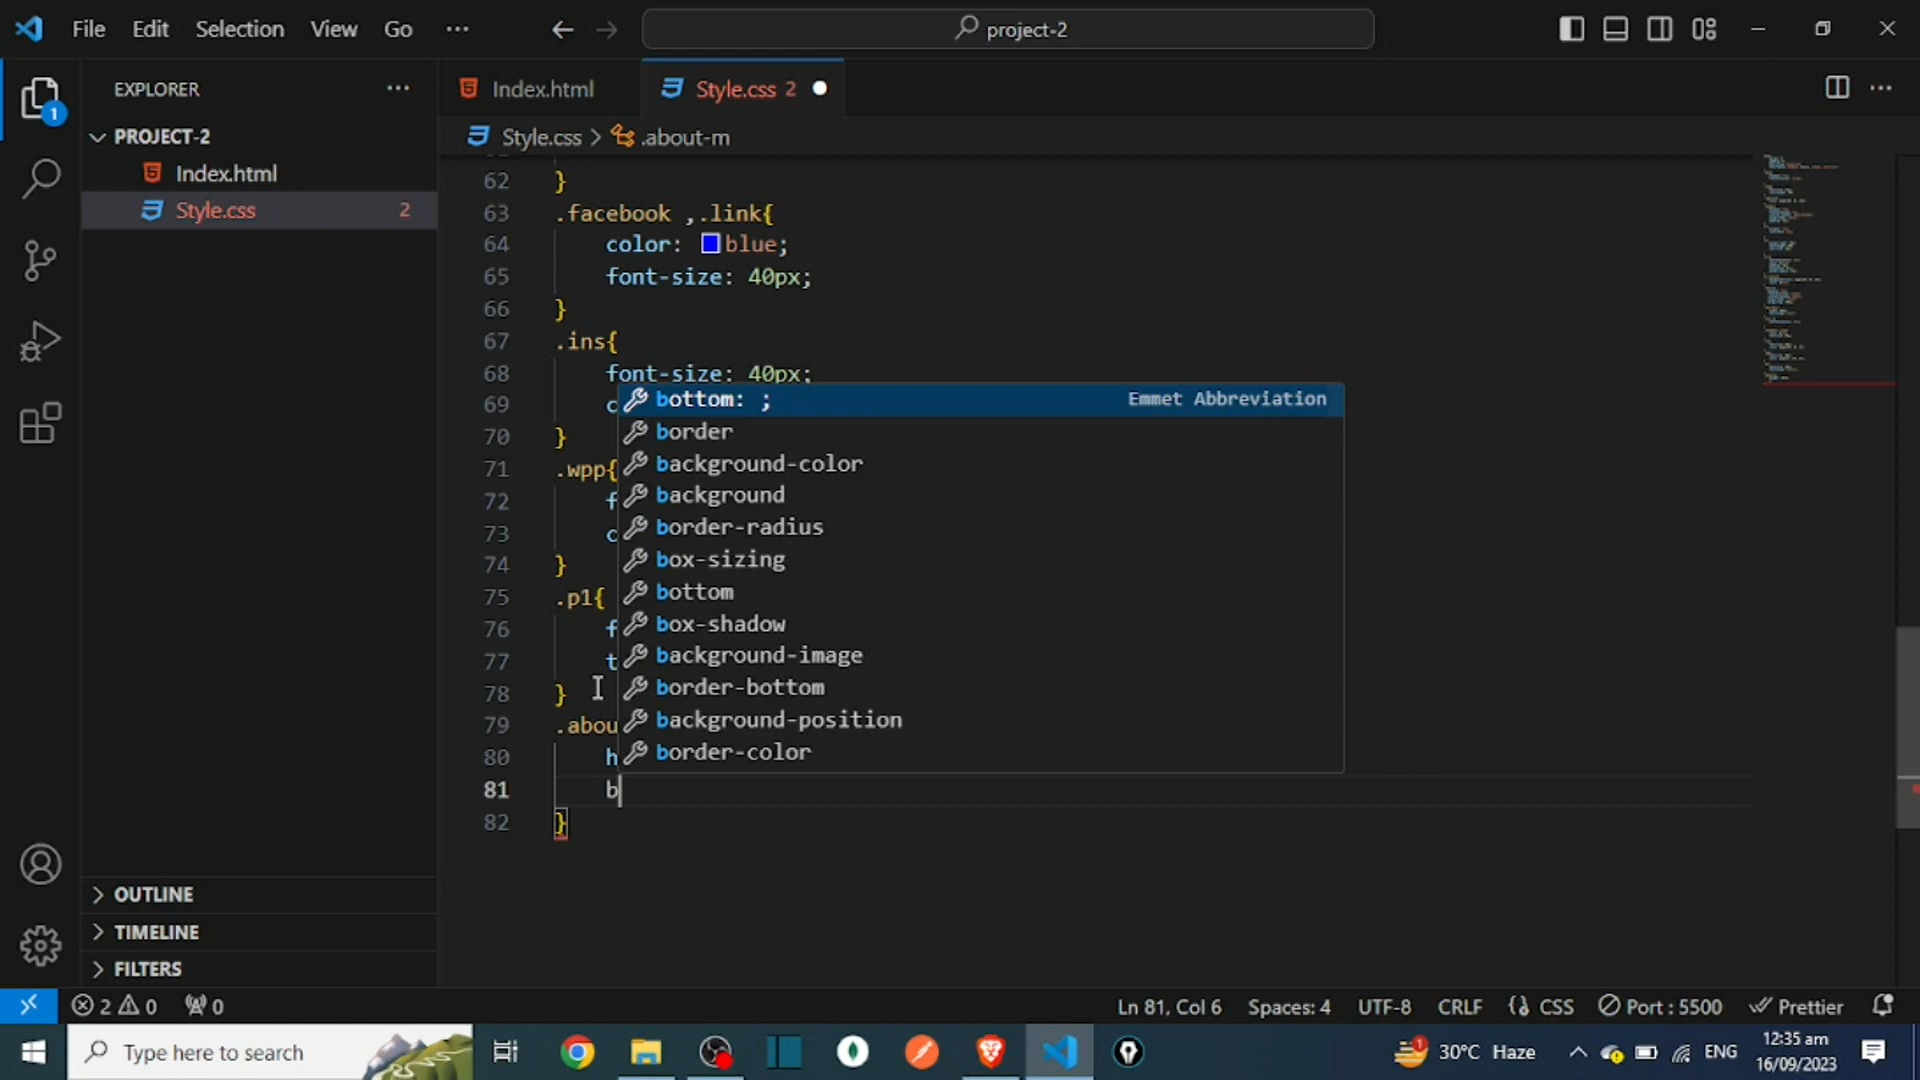 File Edit Selection View Go ···
project-2
EXPLORER ···
Index.html
Style.css 2
1
PROJECT-2
Style.css > .about-m
Index.html
Style.css 2
62 }
63 .facebook ,.link{
64 color: blue;
65 font-size: 40px;
66 }
67 .ins{
68 font-size: 40px;
69 c
bottom: ; Emmet Abbreviation
border
70 }
background-color
71 .wpp{
background
72 f
border-radius
73 c
box-sizing
74 }
bottom
75 .p1{
box-shadow
76 f
background-image
77 t
border-bottom
78 }
background-position
79 .abou
border-color
80 h
81 b
82 }
OUTLINE
TIMELINE
FILTERS
2 0 0
Ln 81, Col 6 Spaces: 4 UTF-8 CRLF CSS Port : 5500 Prettier
Type here to search
1 30°C Haze ENG
12:35 am
16/09/2023